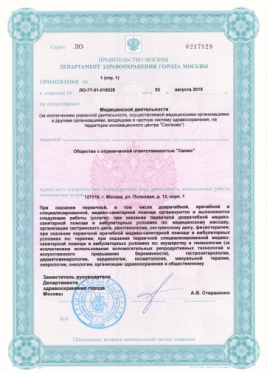 Серия ЛО
0217529
ПРАВИТЕЛЬСТВО МОСКВЫ
ДЕПАРТАМЕНТ ЗДРАВООХРАНЕНИЯ ГОРОДА МОСКВЫ
ПРИЛОЖЕНИЕ № 1 (стр. 1)
к лицензии № ЛО-77-01-018528 от 02 августа 2019
Медицинской деятельности
(за исключением указанной деятельности, осуществляемой медицинскими организациями
и другими организациями, входящими в частную систему здравоохранения, на
территории инновационного центра "Сколково")
Общество с ограниченной ответственностью
127018, г. Москва, ул. Полковая, д. 12, корп. 1
При оказании первичной, в том числе доврачебной, врачебной и
специализированной, медико-санитарной помощи организуются и выполняются
следующие работы (услуги): при оказании первичной доврачебной медико-
санитарной помощи в амбулаторных условиях по: медицинскому массажу,
организации сестринского дела, рентгенологии, сестринскому делу, физиотерапии;
при оказании первичной врачебной медико-санитарной помощи в амбулаторных
условиях по: терапии; при оказании первичной специализированной медико-
санитарной помощи в амбулаторных условиях по: акушерству и гинекологии (за
исключением использования вспомогательных репродуктивных технологий и
искусственного прерывания беременности), гастроэнтерологии,
дерматовенерологии, кардиологии, косметологии, мануальной терапии,
неврологии, онкологии, организации здравоохранения и общественному
Заместитель руководителя
Департамента
здравоохранения города
Москвы
А.В. Старшинин